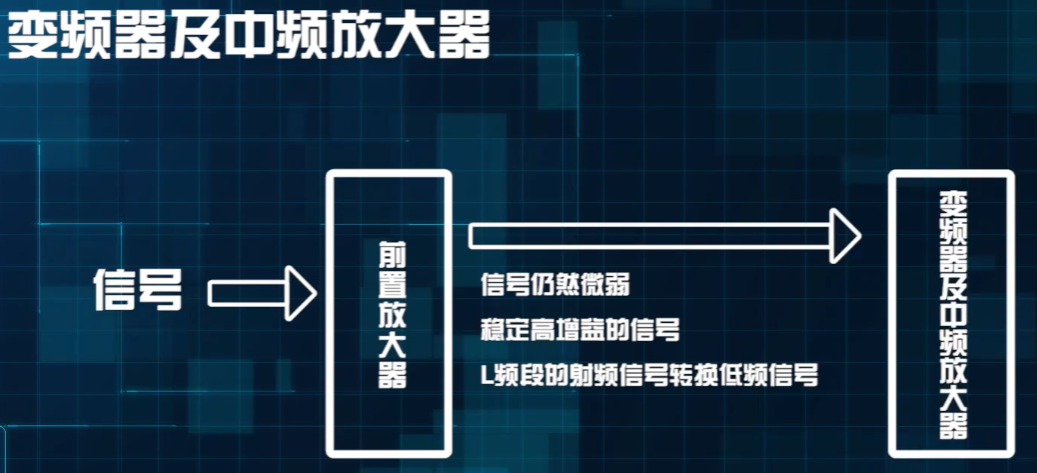 变频器及中频放大器
信号
前置放大器
信号仍然微弱
稳定高增益的信号
L频段的射频信号转换低频信号
变频器及中频放大器